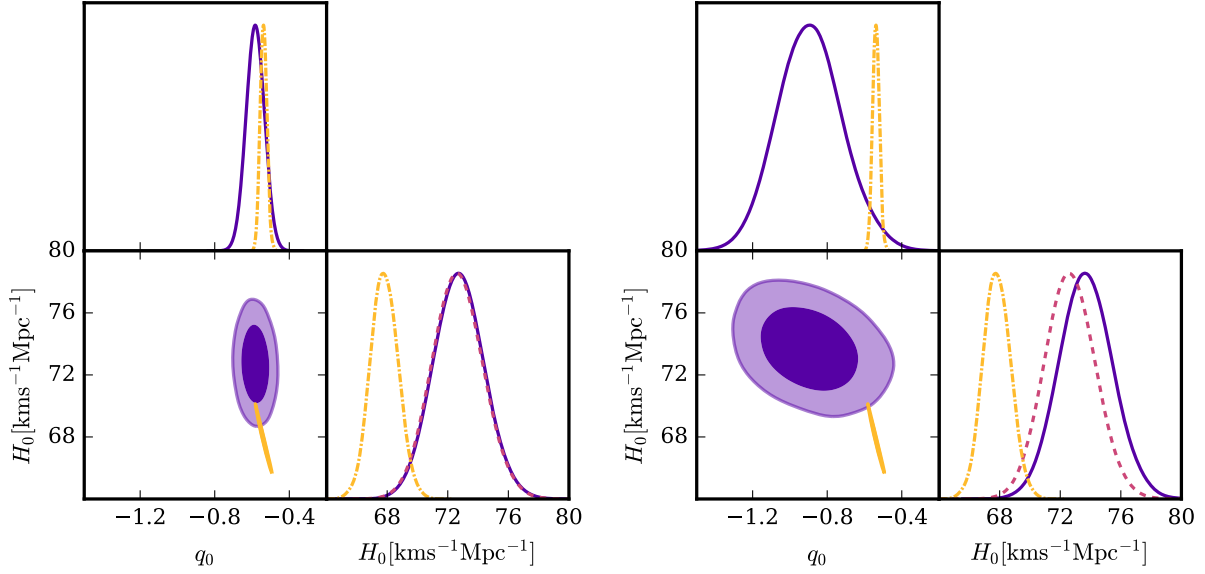 80 80
76 76
72 72
68 68
H₀[kms⁻¹Mpc⁻¹] H₀[kms⁻¹Mpc⁻¹]
−1.2 −0.8 −0.4 68 72 76 80 −1.2 −0.8 −0.4 68 72 76 80
q₀ H₀[kms⁻¹Mpc⁻¹] q₀ H₀[kms⁻¹Mpc⁻¹]